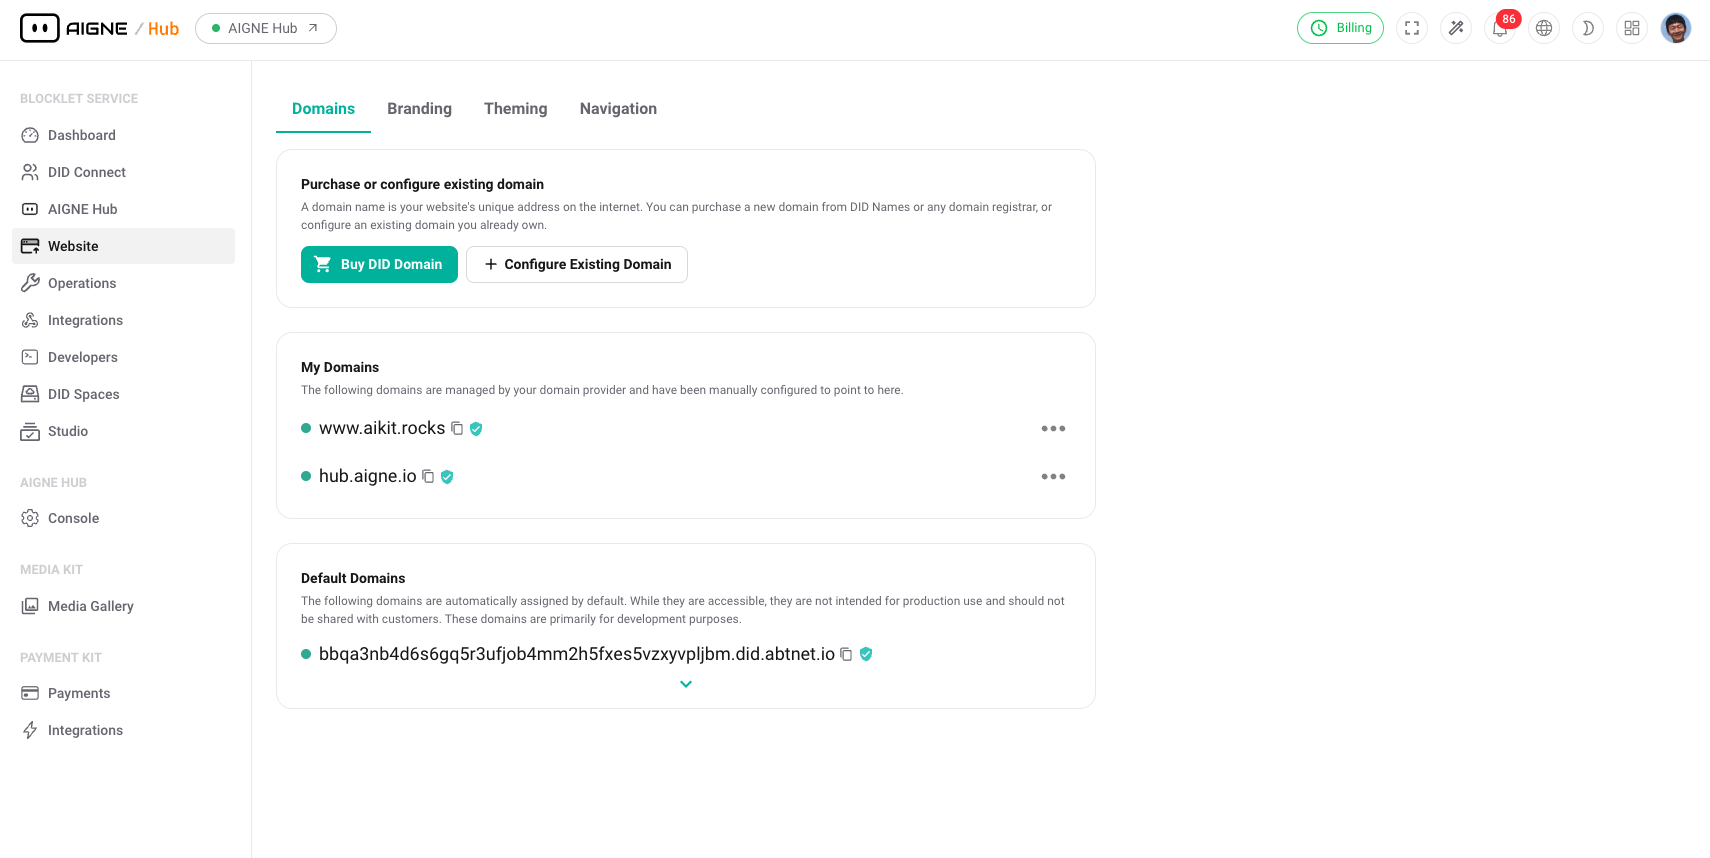 AIGNE / Hub
AIGNE Hub
Billing
86
BLOCKLET SERVICE
Dashboard
DID Connect
AIGNE Hub
Website
Operations
Integrations
Developers
DID Spaces
Studio
AIGNE HUB
Console
MEDIA KIT
Media Gallery
PAYMENT KIT
Payments
Integrations
Domains
Branding
Theming
Navigation
Purchase or configure existing domain
A domain name is your website's unique address on the internet. You can purchase a new domain from DID Names or any domain registrar, or
configure an existing domain you already own.
Buy DID Domain
Configure Existing Domain
My Domains
The following domains are managed by your domain provider and have been manually configured to point to here.
www.aikit.rocks
hub.aigne.io
Default Domains
The following domains are automatically assigned by default. While they are accessible, they are not intended for production use and should not
be shared with customers. These domains are primarily for development purposes.
bbqa3nb4d6s6gq5r3ufjob4mm2h5fxes5vzxyvpljbm.did.abtnet.io